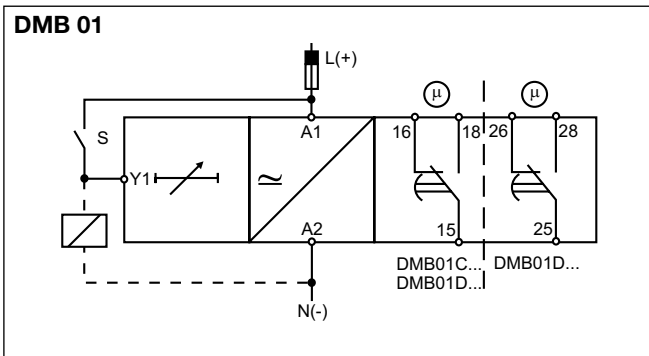 DMB 01
L(+)
µ µ
S
A1
16 18 26 28
Y1
≃
A2
15 25
DMB01C... DMB01D...
DMB01D...
N(-)